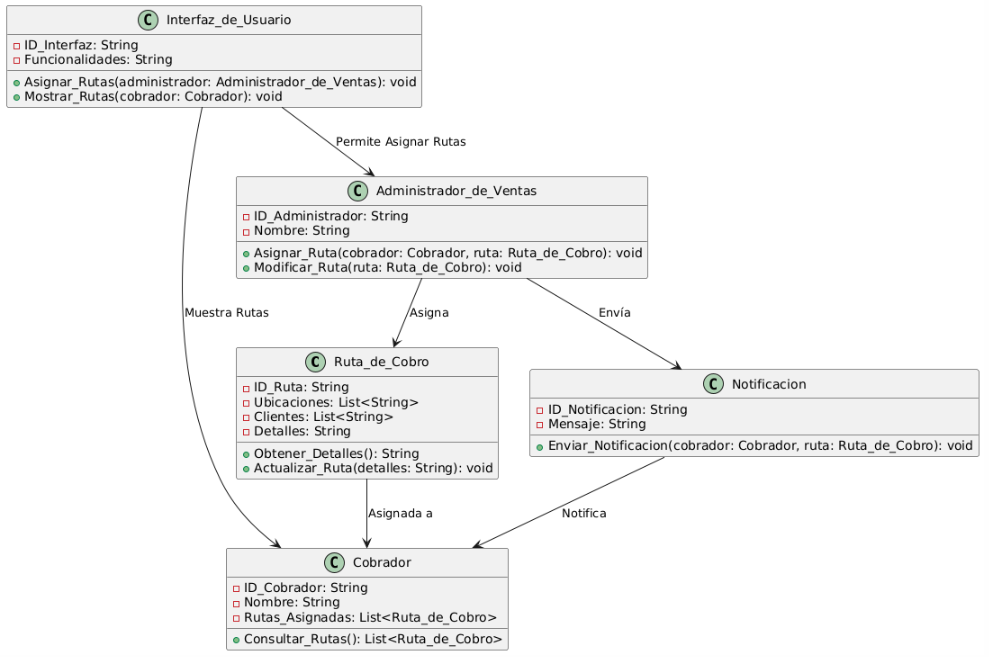 C Interfaz_de_Usuario
ID_Interfaz: String
Funcionalidades: String
Asignar_Rutas(administrador: Administrador_de_Ventas): void
Mostrar_Rutas(cobrador: Cobrador): void
Permite Asignar Rutas
C Administrador_de_Ventas
ID_Administrador: String
Nombre: String
Asignar_Ruta(cobrador: Cobrador, ruta: Ruta_de_Cobro): void
Modificar_Ruta(ruta: Ruta_de_Cobro): void
Muestra Rutas
Asigna
Envía
C Ruta_de_Cobro
ID_Ruta: String
Ubicaciones: List<String>
Clientes: List<String>
Detalles: String
Obtener_Detalles(): String
Actualizar_Ruta(detalles: String): void
C Notificacion
ID_Notificacion: String
Mensaje: String
Enviar_Notificacion(cobrador: Cobrador, ruta: Ruta_de_Cobro): void
Asignada a
Notifica
C Cobrador
ID_Cobrador: String
Nombre: String
Rutas_Asignadas: List<Ruta_de_Cobro>
Consultar_Rutas(): List<Ruta_de_Cobro>